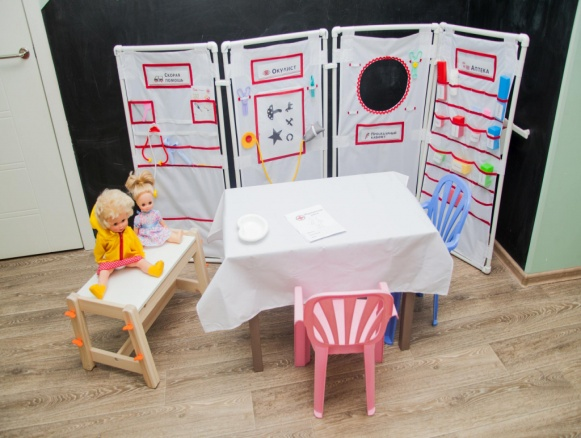 Скорая
помощь
Окулист
Процедурный
кабинет
Аптека